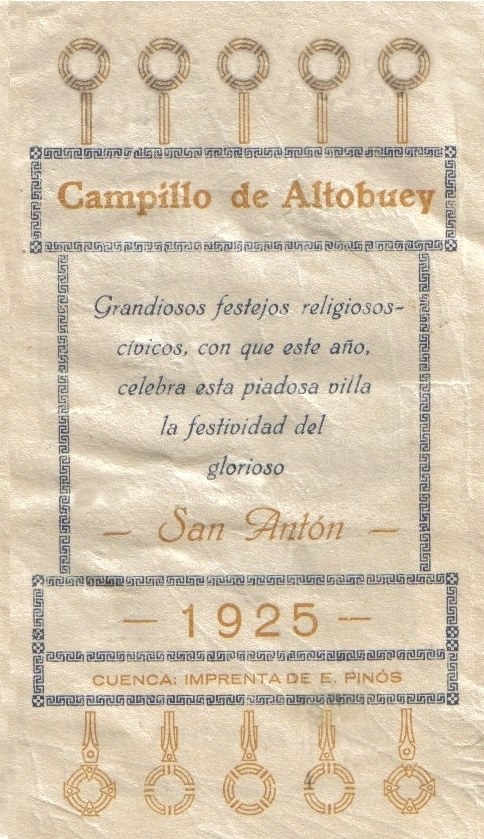 Campillo de Altobuey
Grandiosos festejos religiosos-
cívicos, con que este año,
celebra esta piadosa villa
la festividad del
glorioso
— San Antón —
— 1925 —
CUENCA: IMPRENTA DE E. PINÓS